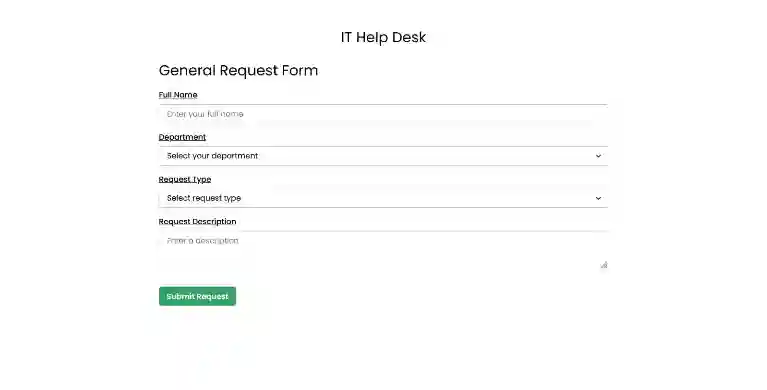 IT Help Desk
General Request Form
Full Name
Enter your full name
Department
Select your department
Request Type
Select request type
Request Description
Enter a description
Submit Request